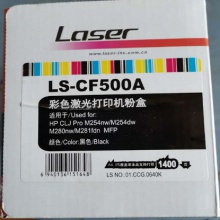 Laser
LS-CF500A
彩色激光打印机粉盒
适用于/Used for:
HP CLJ Pro M254nw/M254dw
M280nw/M281fdn MFP
颜色/Color:黑色/Black
1400
LS NO.:01.CCG.0640K
6942136151648